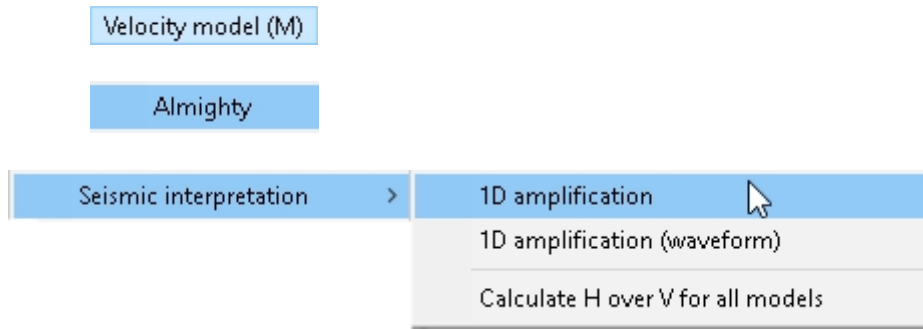 Velocity model (M)
Almighty
Seismic interpretation > 1D amplification
1D amplification (waveform)
Calculate H over V for all models